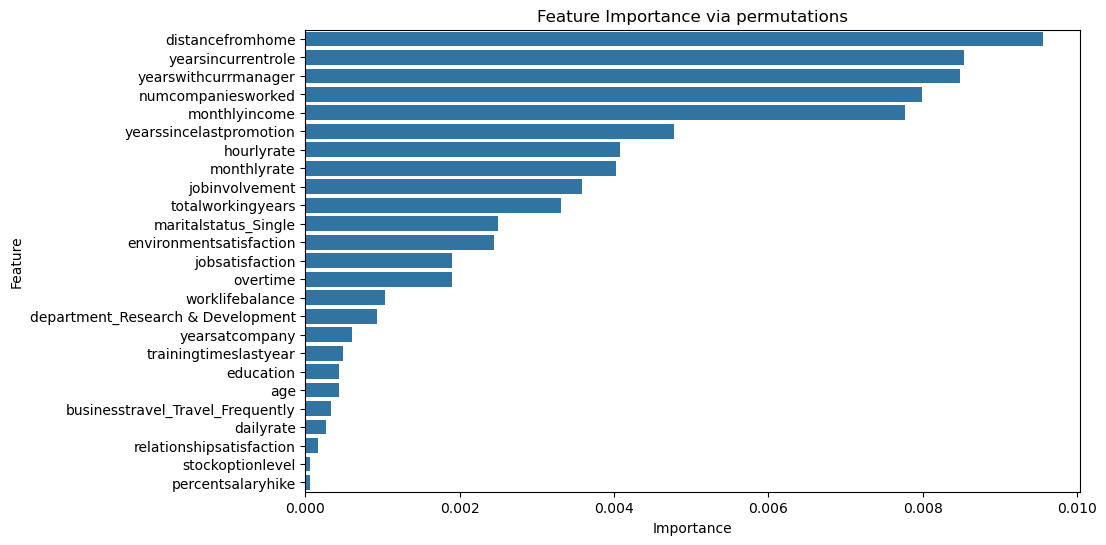 Feature Importance via permutations
distancefromhome
yearsincurrentrole
yearswithcurrmanager
numcompaniesworked
monthlyincome
yearssincelastpromotion
hourlyrate
monthlyrate
jobinvolvement
totalworkingyears
maritalstatus_Single
environmentsatisfaction
jobsatisfaction
overtime
worklifebalance
department_Research & Development
yearsatcompany
trainingtimeslastyear
education
age
businesstravel_Travel_Frequently
dailyrate
relationshipsatisfaction
stockoptionlevel
percentsalaryhike
Feature
0.000 0.002 0.004 0.006 0.008 0.010
Importance